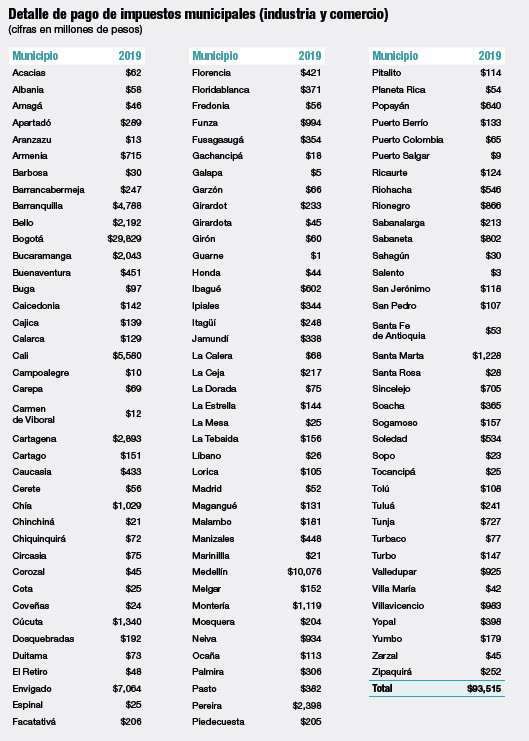 Detalle de pago de impuestos municipales (industria y comercio)
(cifras en millones de pesos)
Municipio 2019
Acacias $62
Albania $58
Amagá $46
Apartadó $289
Aranzazu $13
Armenia $715
Barbosa $30
Barrancabermeja $247
Barranquilla $4,788
Bello $2,192
Bogotá $29,829
Bucaramanga $2,043
Buenaventura $451
Buga $97
Caicedonia $142
Cajica $139
Calarca $129
Cali $5,580
Campoalegre $10
Carepa $69
Carmen
de Viboral $12
Cartagena $2,893
Cartago $151
Caucasia $433
Cerete $56
Chía $1,029
Chinchiná $21
Chiquinquirá $72
Circasia $75
Corozal $45
Cota $25
Coveñas $24
Cúcuta $1,340
Dosquebradas $192
Duitama $73
El Retiro $48
Envigado $7,064
Espinal $25
Facatativá $206
Municipio 2019
Florencia $421
Floridablanca $371
Fredonia $56
Funza $994
Fusagasugá $354
Gachancipá $18
Galapa $5
Garzón $66
Girardot $233
Girardota $45
Girón $60
Guarne $1
Honda $44
Ibagué $602
Ipiales $344
Itagüí $248
Jamundí $338
La Calera $68
La Ceja $217
La Dorada $75
La Estrella $144
La Mesa $25
La Tebaida $156
Líbano $26
Lorica $105
Madrid $52
Magangué $131
Malambo $181
Manizales $448
Marinillla $21
Medellín $10,076
Melgar $152
Montería $1,119
Mosquera $204
Neiva $934
Ocaña $113
Palmira $306
Pasto $382
Pereira $2,398
Piedecuesta $205
Municipio 2019
Pitalito $114
Planeta Rica $54
Popayán $640
Puerto Berrío $133
Puerto Colombia $65
Puerto Salgar $9
Ricaurte $124
Riohacha $546
Rionegro $866
Sabanalarga $213
Sabaneta $802
Sahagún $30
Salento $3
San Jerónimo $118
San Pedro $107
Santa Fe
de Antioquia $53
Santa Marta $1,228
Santa Rosa $28
Sincelejo $705
Soacha $365
Sogamoso $157
Soledad $534
Sopo $23
Tocancipá $25
Tolú $108
Tuluá $241
Tunja $727
Turbaco $77
Turbo $147
Valledupar $925
Villa María $42
Villavicencio $983
Yopal $398
Yumbo $179
Zarzal $45
Zipaquirá $252
Total $93,515